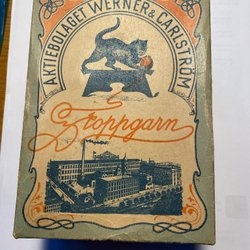 AKTIEBOLAGET WERNER & CARLSTRÖM
Stoppgarn